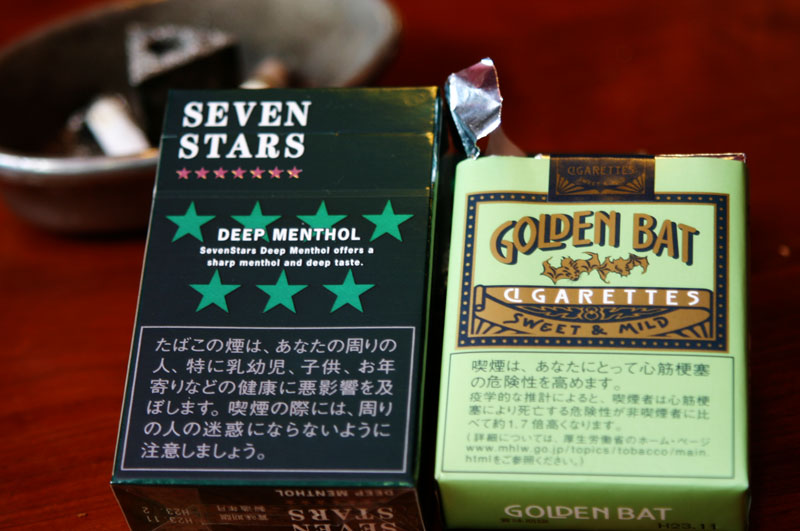 SEVEN
STARS
DEEP MENTHOL
SevenStars Deep Menthol offers a
sharp menthol and deep taste.
たばこの煙は、あなたの周りの
人、特に乳幼児、子供、お年
寄りなどの健康に悪影響を及
ぼします。喫煙の際には、周り
の人の迷惑にならないように
注意しましょう。
DEEP MENTHOL
SEVEN
STARS
CIGARETTES
GOLDEN BAT
CIGARETTES
SWEET & MILD
喫煙は、あなたにとって心筋梗塞
の危険性を高めます。
疫学的な推計によると、喫煙者は心筋梗
塞により死亡する危険性が非喫煙者に比
べて約1.7倍高くなります。
(詳細については、厚生労働省のホーム・ページ
www.mhlw.go.jp/topics/tobacco/main.
htmlをご参照ください。)
GOLDEN BAT
H23.11